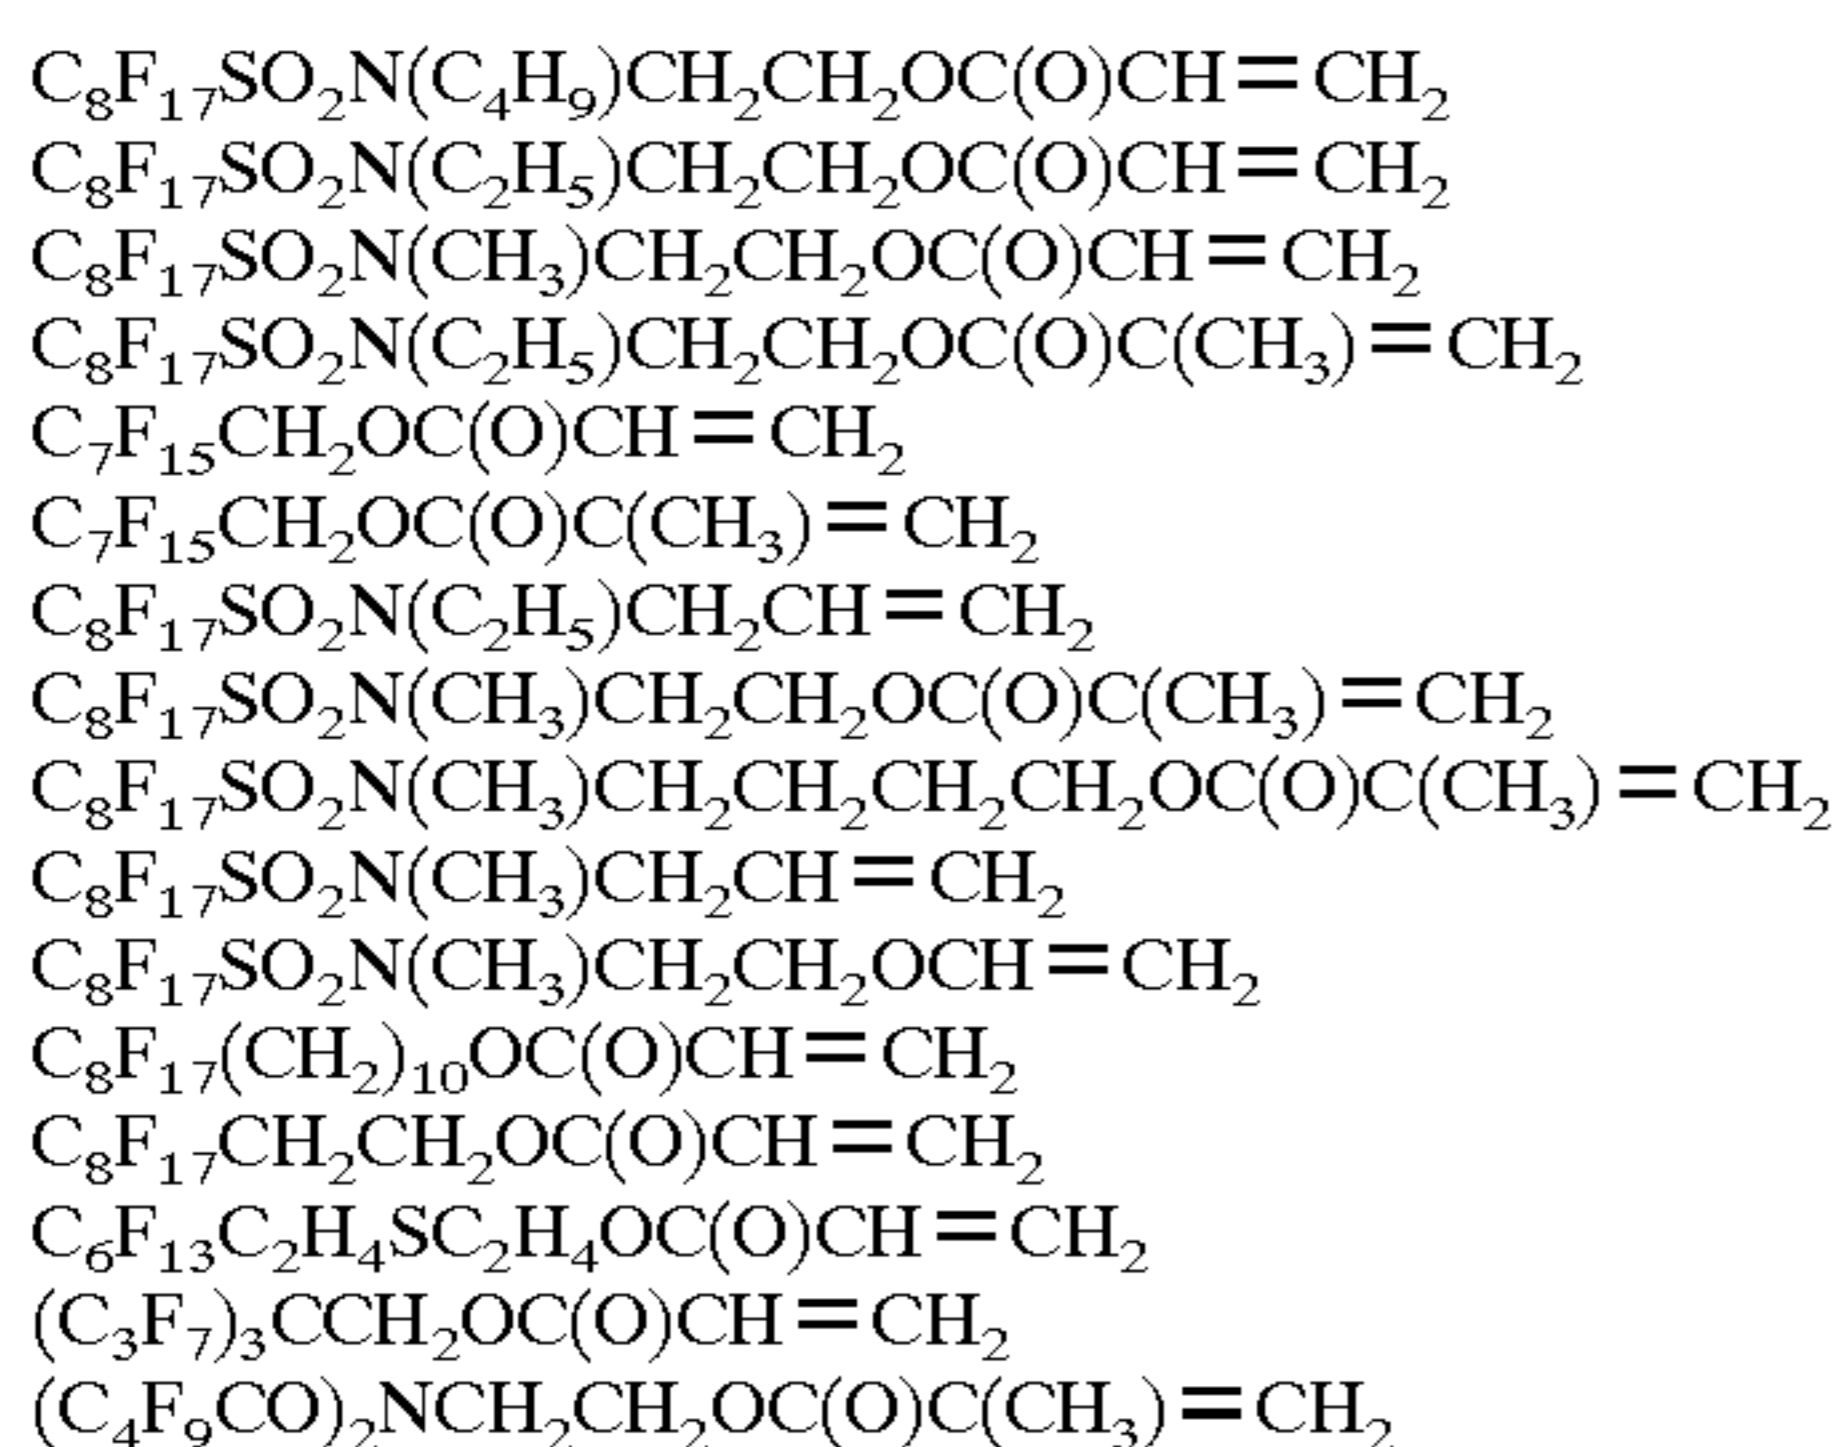 C₈F₁₇SO₂N(C₄H₉)CH₂CH₂OC(O)CH=CH₂
C₈F₁₇SO₂N(C₂H₅)CH₂CH₂OC(O)CH=CH₂
C₈F₁₇SO₂N(CH₃)CH₂CH₂OC(O)CH=CH₂
C₈F₁₇SO₂N(C₂H₅)CH₂CH₂OC(O)C(CH₃)=CH₂
C₇F₁₅CH₂OC(O)CH=CH₂
C₇F₁₅CH₂OC(O)C(CH₃)=CH₂
C₈F₁₇SO₂N(C₂H₅)CH₂CH=CH₂
C₈F₁₇SO₂N(CH₃)CH₂CH₂OC(O)C(CH₃)=CH₂
C₈F₁₇SO₂N(CH₃)CH₂CH₂CH₂CH₂OC(O)C(CH₃)=CH₂
C₈F₁₇SO₂N(CH₃)CH₂CH=CH₂
C₈F₁₇SO₂N(CH₃)CH₂CH₂OCH=CH₂
C₈F₁₇(CH₂)₁₀OC(O)CH=CH₂
C₈F₁₇CH₂CH₂OC(O)CH=CH₂
C₆F₁₃C₂H₄SC₂H₄OC(O)CH=CH₂
(C₃F₇)₃CCH₂OC(O)CH=CH₂
(C₄F₉CO)₂NCH₂CH₂OC(O)C(CH₃)=CH₂